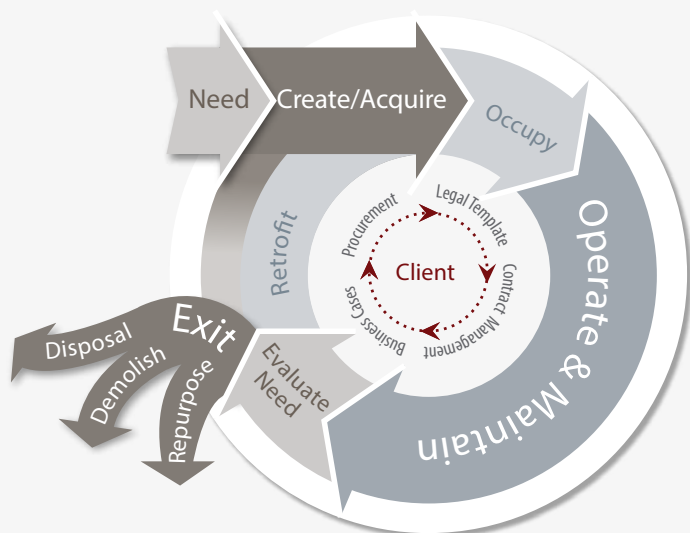 Need
Create/Acquire
Occupy
Operate & Maintain
Evaluate
Need
Retrofit
Exit
Disposal
Demolish
Repurpose
Procurement
Legal Template
Contract Management
Business Cases
Client